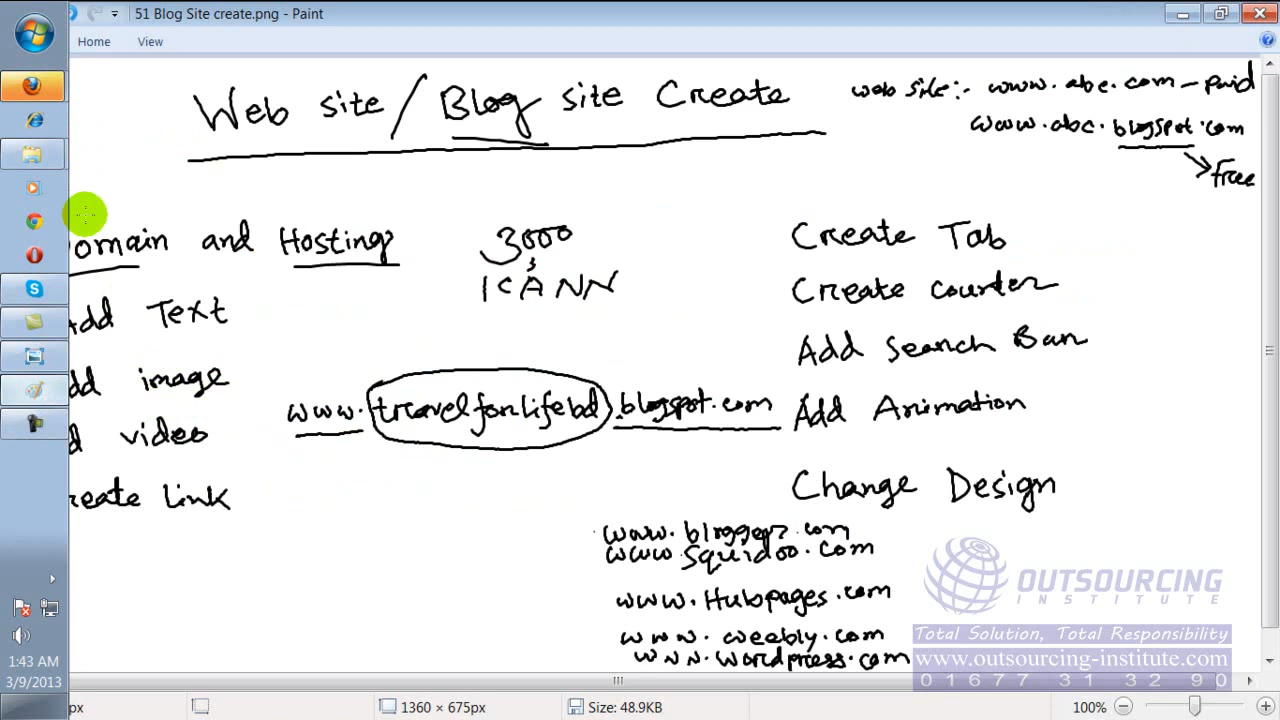 51 Blog Site create.png - Paint
Home View
Web site / Blog site Create
web site:- www.abc.com - paid
www.abc.blogspot.com
free
omain and Hosting
3000
ICANN
Create Tab
Add Text
Create counter
Add Search Bar
dd image
www.travelforlifebd.blogspot.com
Add Animation
d video
reate Link
Change Design
www.blogger.com
www.squidoo.com
www.Hubpages.com
www.weebly.com
www.wordpress.com
OUTSOURCING
INSTITUTE
Total Solution, Total Responsibility
www.outsourcing-institute.com
01677 31 32 90
1:43 AM
3/9/2013
px
1360 × 675px
Size: 48.9KB
100%